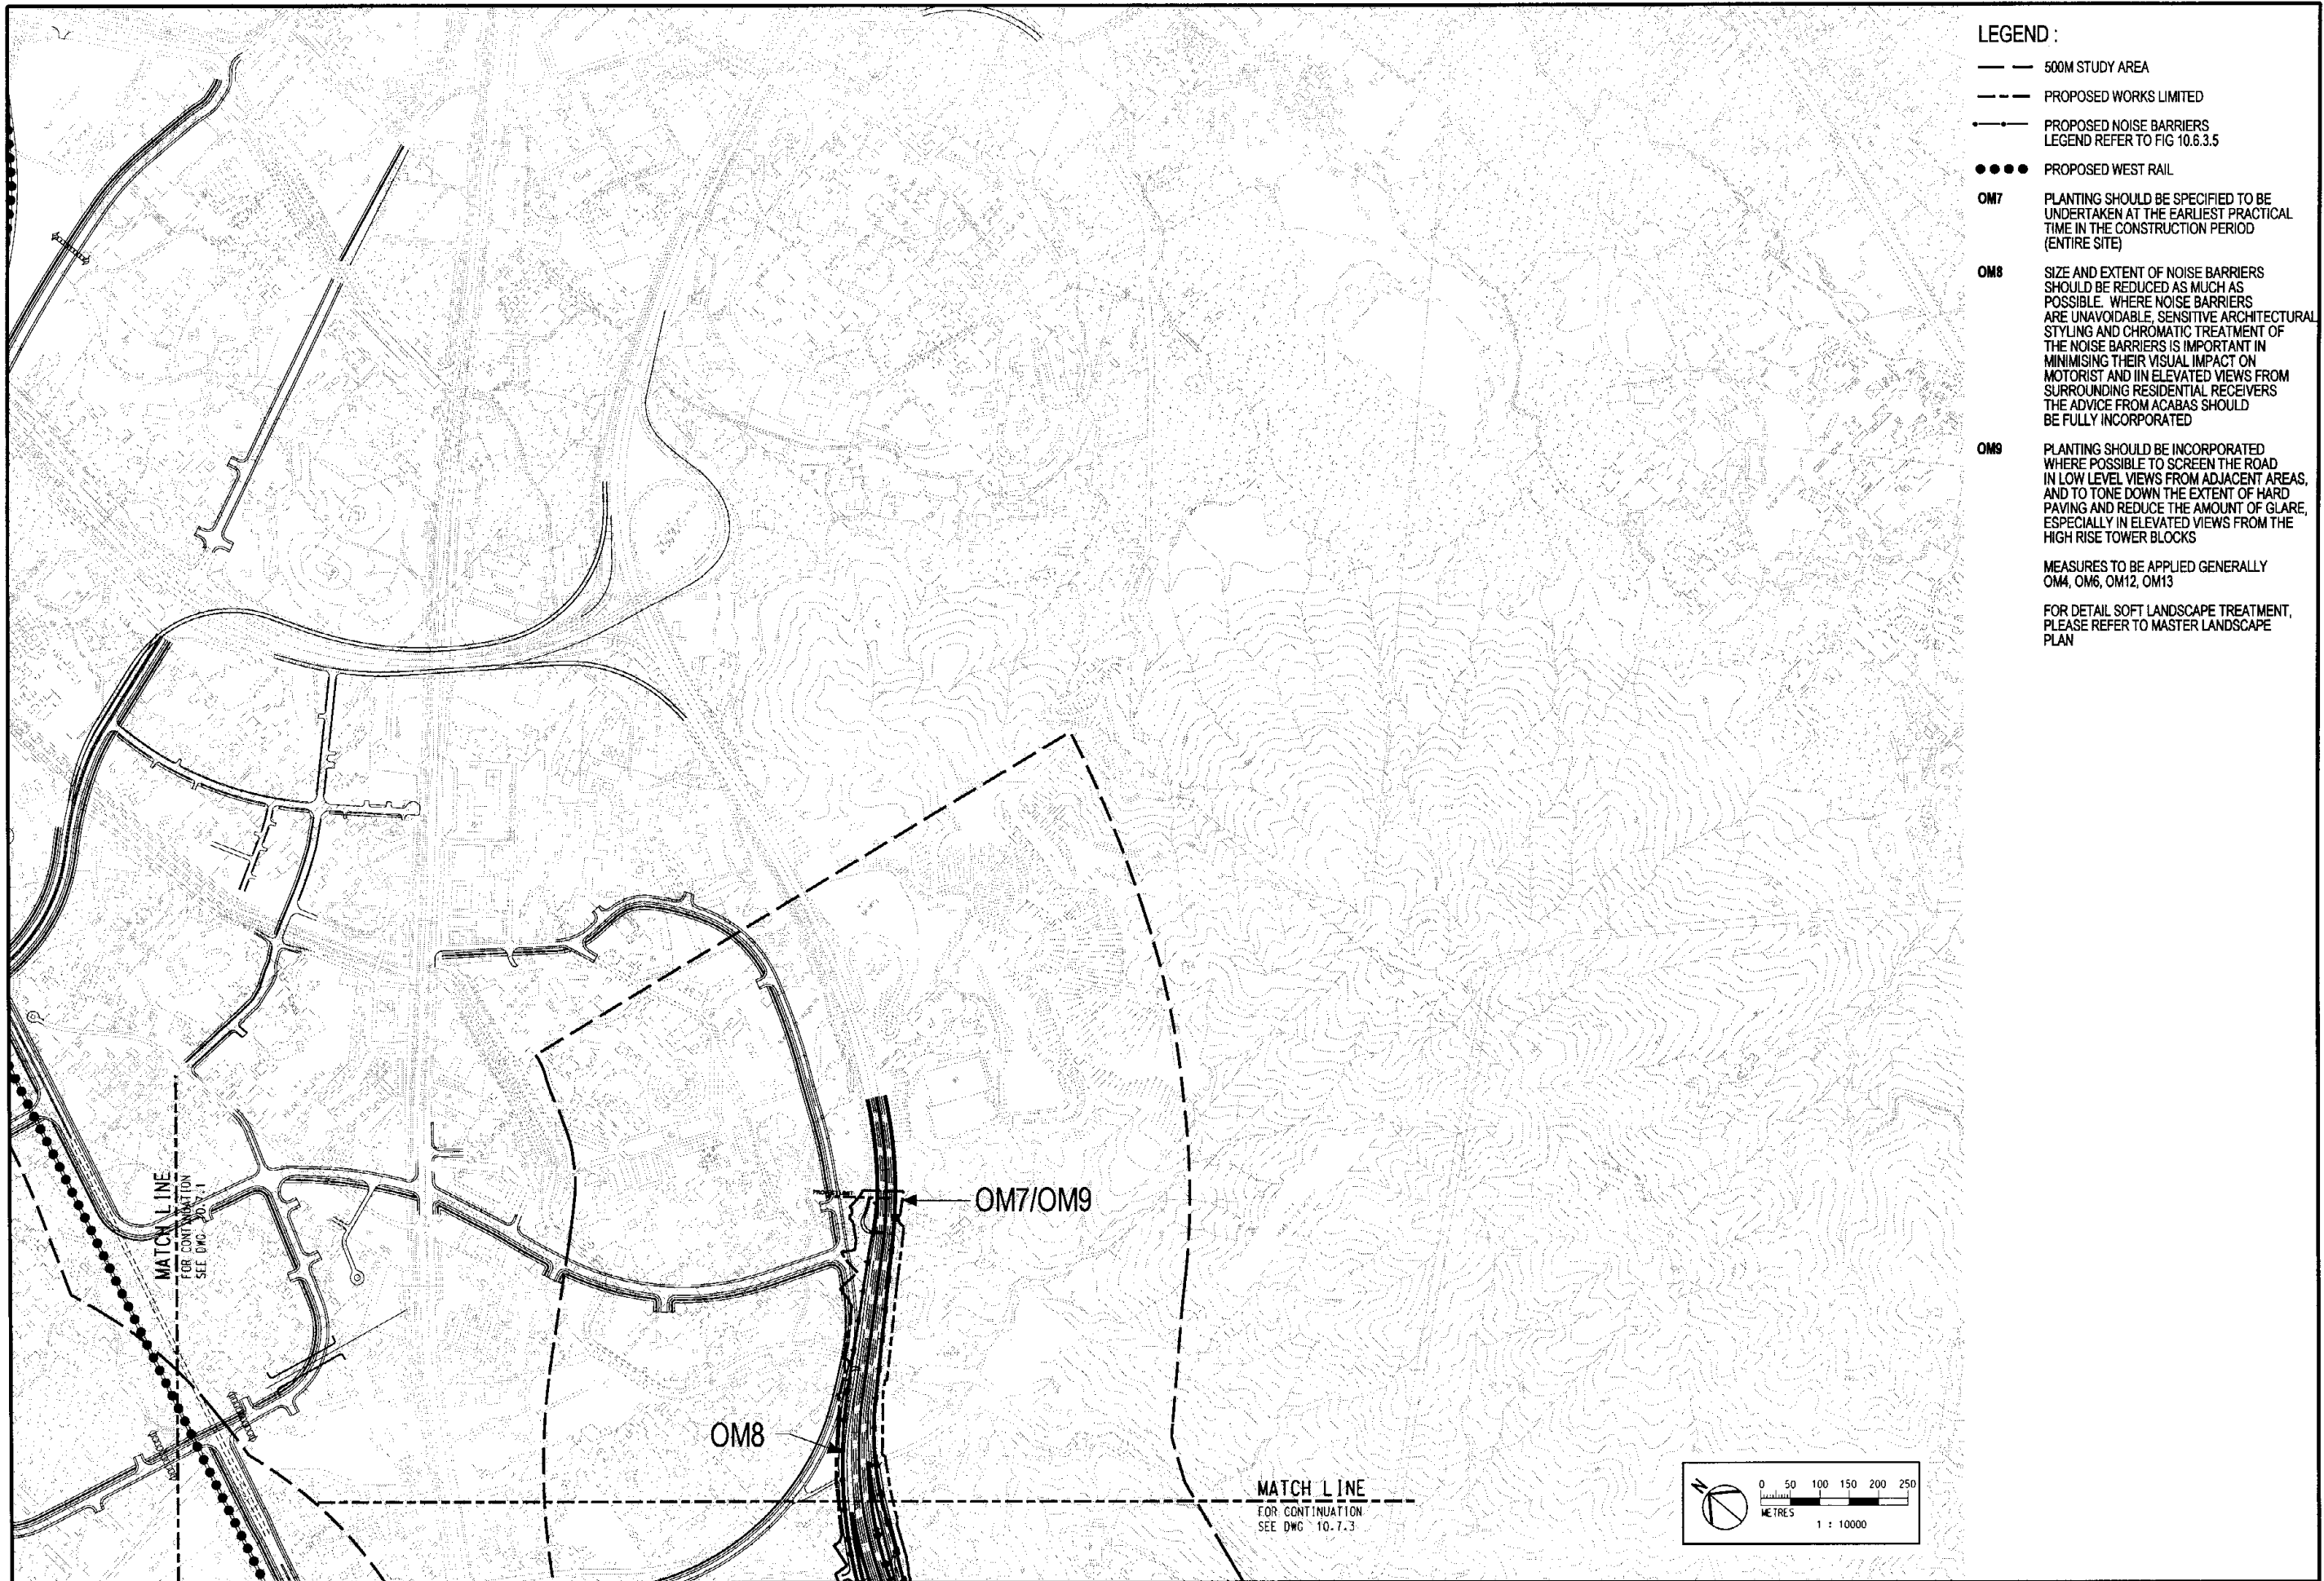 LEGEND :
500M STUDY AREA
PROPOSED WORKS LIMITED
PROPOSED NOISE BARRIERS
LEGEND REFER TO FIG 10.6.3.5
PROPOSED WEST RAIL
OM7 PLANTING SHOULD BE SPECIFIED TO BE
UNDERTAKEN AT THE EARLIEST PRACTICAL
TIME IN THE CONSTRUCTION PERIOD
(ENTIRE SITE)
OM8 SIZE AND EXTENT OF NOISE BARRIERS
SHOULD BE REDUCED AS MUCH AS
POSSIBLE. WHERE NOISE BARRIERS
ARE UNAVOIDABLE, SENSITIVE ARCHITECTURAL
STYLING AND CHROMATIC TREATMENT OF
THE NOISE BARRIERS IS IMPORTANT IN
MINIMISING THEIR VISUAL IMPACT ON
MOTORIST AND IIN ELEVATED VIEWS FROM
SURROUNDING RESIDENTIAL RECEIVERS
THE ADVICE FROM ACABAS SHOULD
BE FULLY INCORPORATED
OM9 PLANTING SHOULD BE INCORPORATED
WHERE POSSIBLE TO SCREEN THE ROAD
IN LOW LEVEL VIEWS FROM ADJACENT AREAS,
AND TO TONE DOWN THE EXTENT OF HARD
PAVING AND REDUCE THE AMOUNT OF GLARE,
ESPECIALLY IN ELEVATED VIEWS FROM THE
HIGH RISE TOWER BLOCKS
MEASURES TO BE APPLIED GENERALLY
OM4, OM6, OM12, OM13
FOR DETAIL SOFT LANDSCAPE TREATMENT,
PLEASE REFER TO MASTER LANDSCAPE
PLAN
MATCH LINE
FOR CONTINUATION
SEE DWG 10.7.1
OM7/OM9
OM8
MATCH LINE
FOR CONTINUATION
SEE DWG 10.7.3
N
0 50 100 150 200 250
METRES
1 : 10000